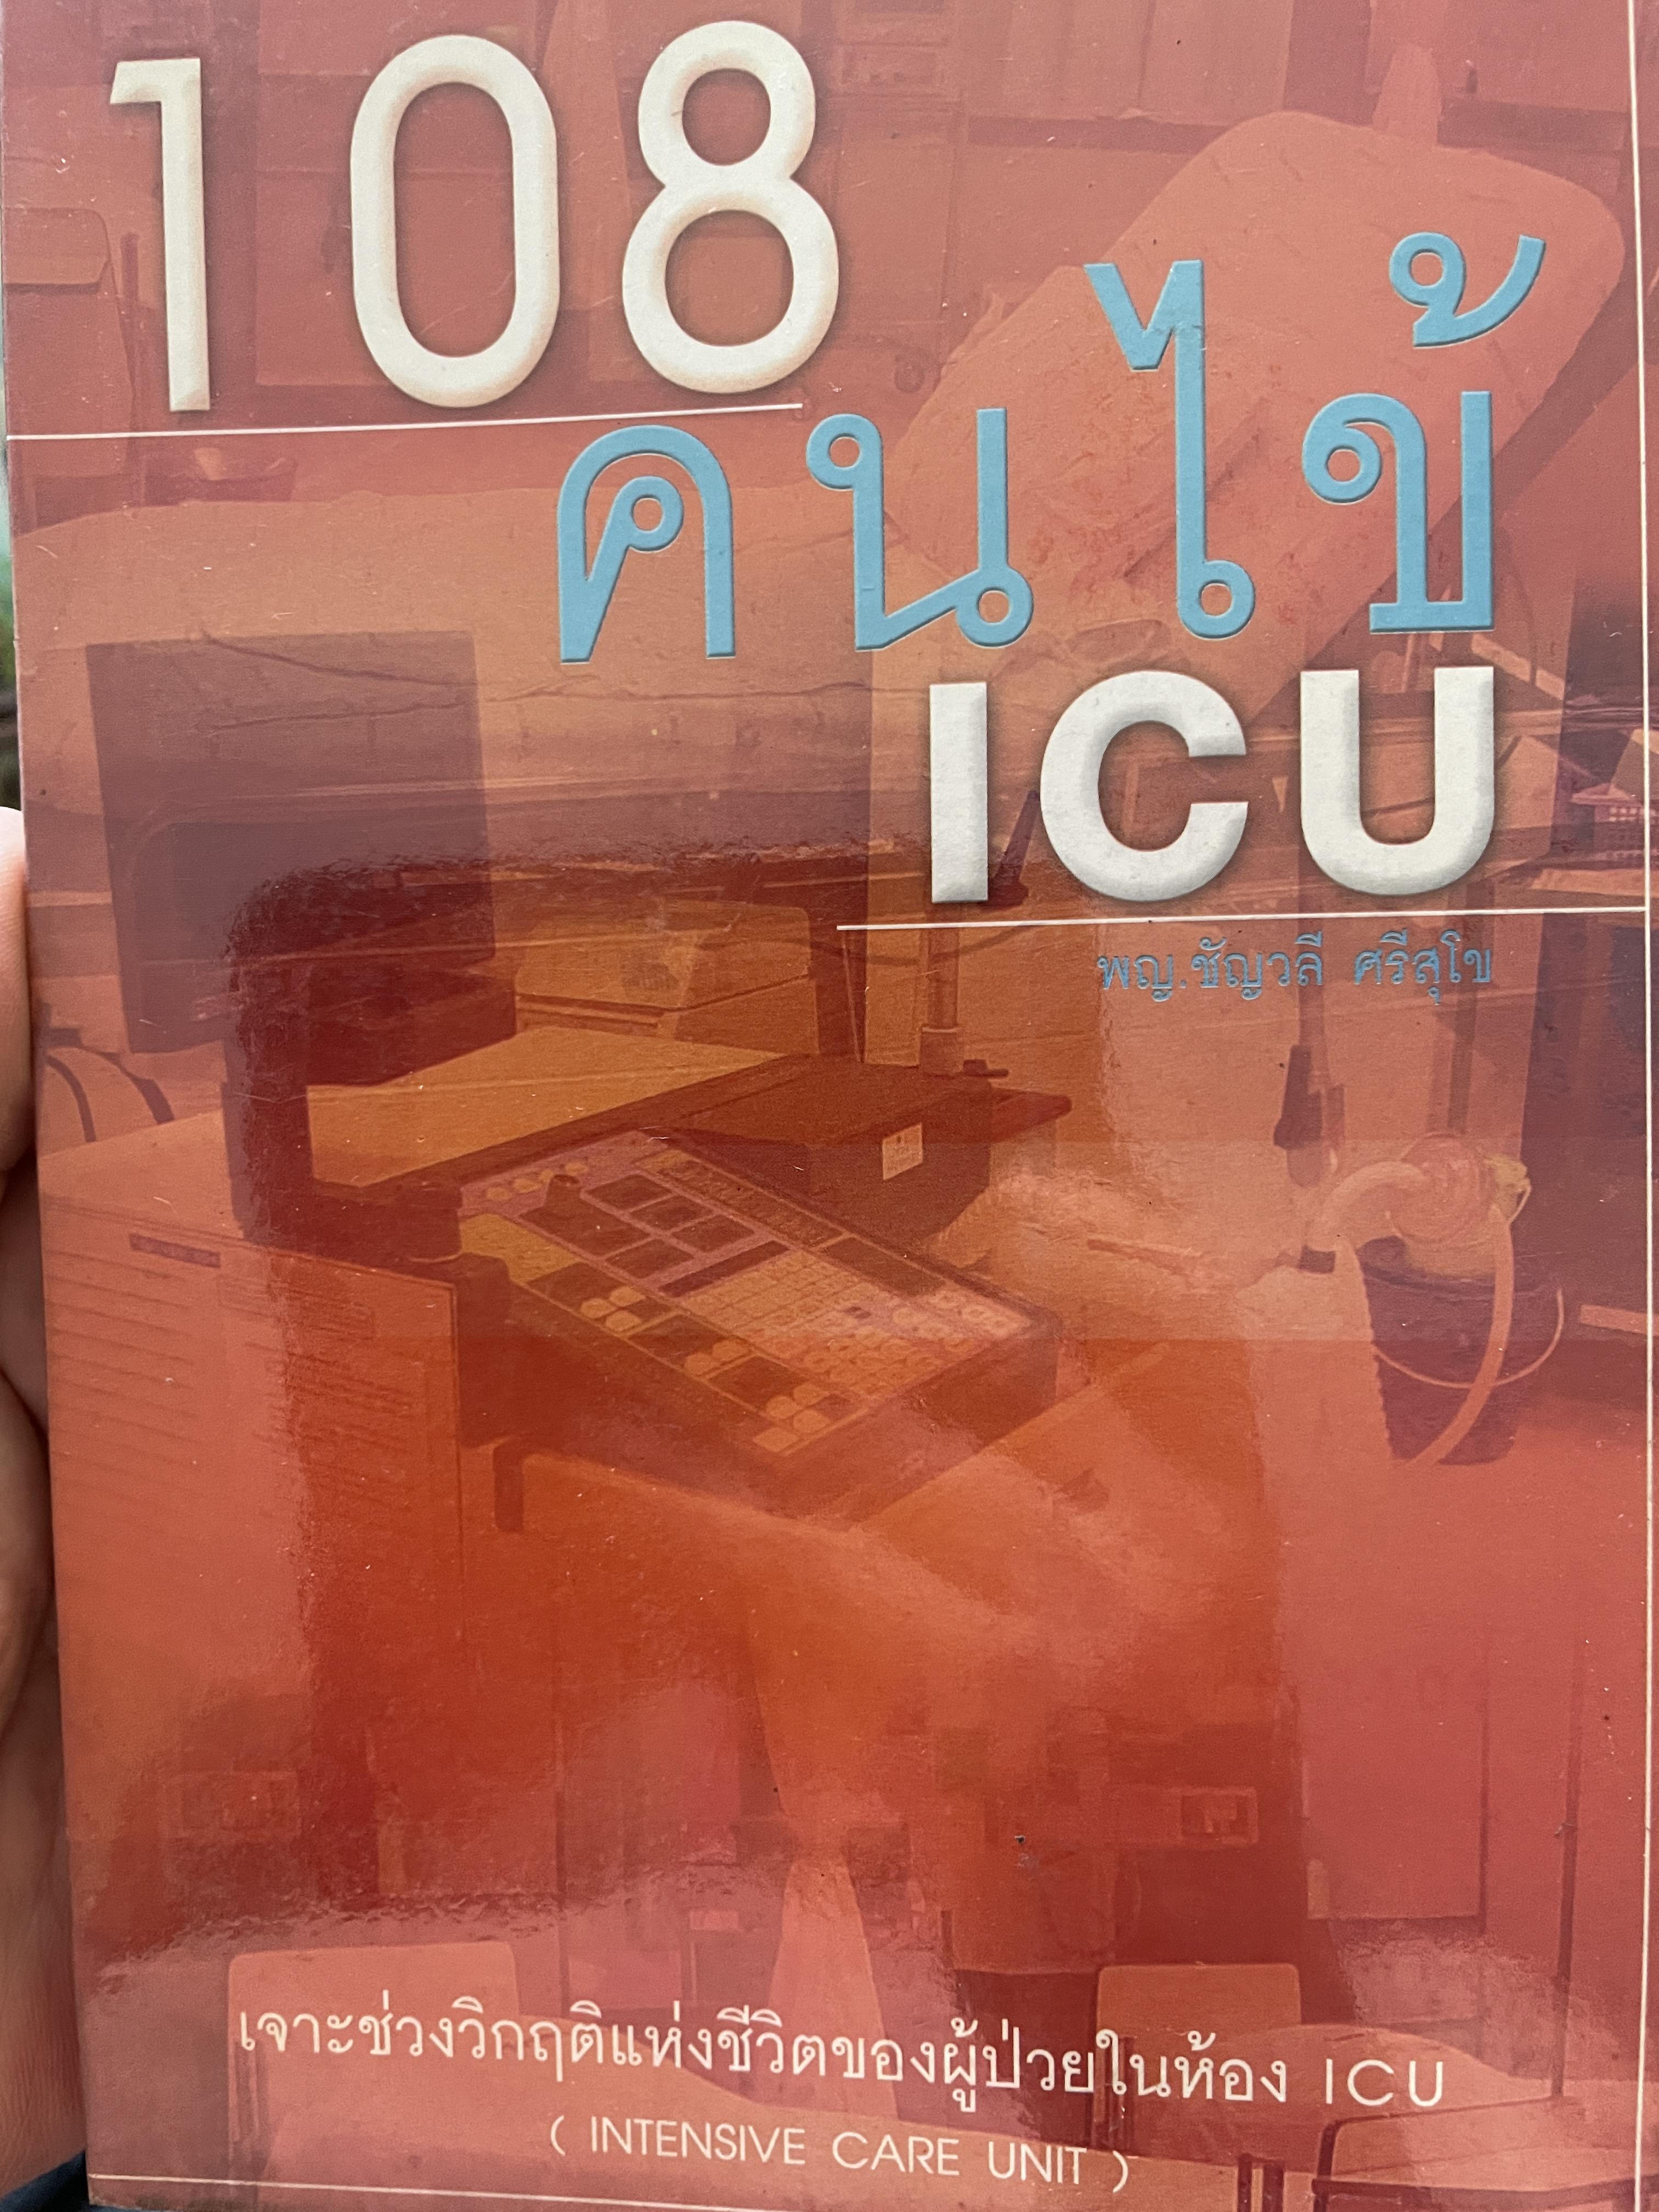 108
คนไข้
ICU
พญ.ชัญวลี ศรีสุโข
เจาะช่วงวิกฤติแห่งชีวิตของผู้ป่วยในห้อง ICU
( INTENSIVE CARE UNIT )